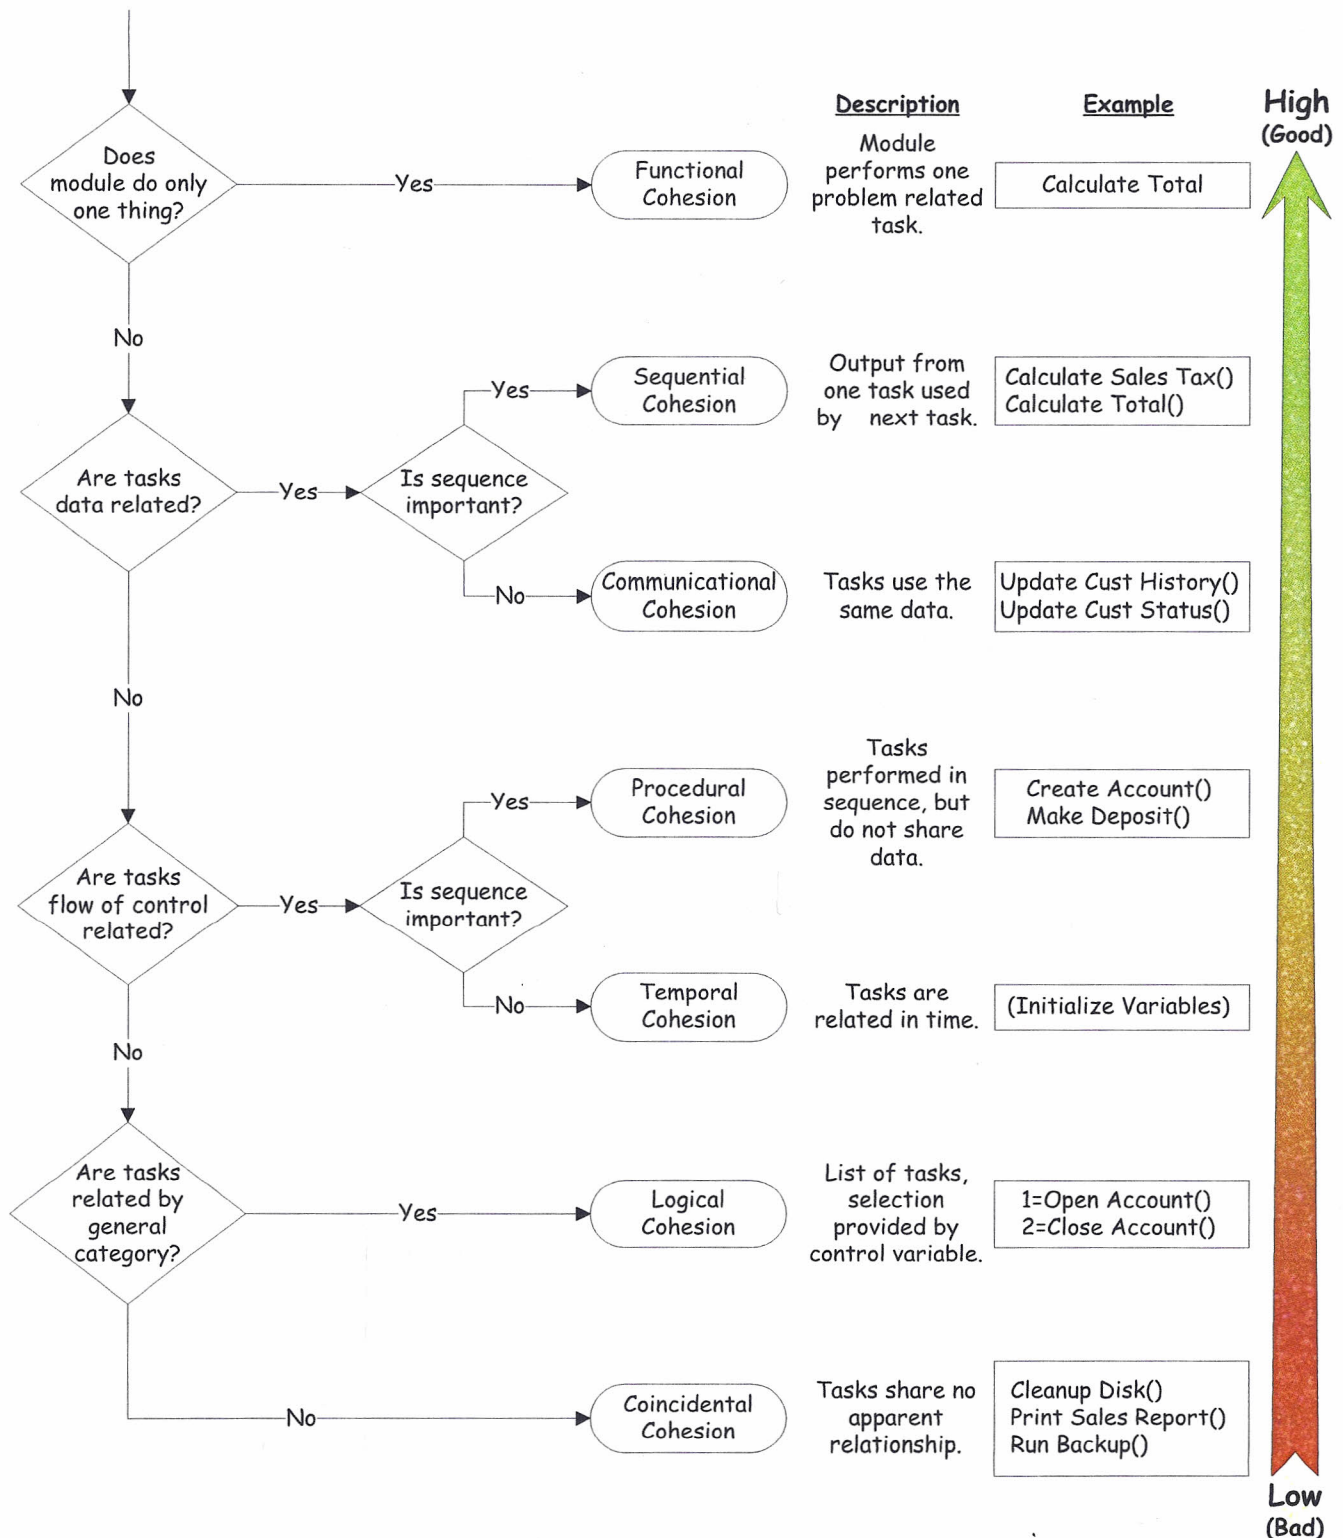 Description
Example
High
(Good)
Does
module do only
one thing?
Yes
Functional
Cohesion
Module
performs one
problem related
task.
Calculate Total
No
Are tasks
data related?
Yes
Is sequence
important?
Yes
Sequential
Cohesion
Output from
one task used
by next task.
Calculate Sales Tax()
Calculate Total()
No
Communicational
Cohesion
Tasks use the
same data.
Update Cust History()
Update Cust Status()
No
Are tasks
flow of control
related?
Yes
Is sequence
important?
Yes
Procedural
Cohesion
Tasks
performed in
sequence, but
do not share
data.
Create Account()
Make Deposit()
No
Temporal
Cohesion
Tasks are
related in time.
(Initialize Variables)
No
Are tasks
related by
general
category?
Yes
Logical
Cohesion
List of tasks,
selection
provided by
control variable.
1=Open Account()
2=Close Account()
No
Coincidental
Cohesion
Tasks share no
apparent
relationship.
Cleanup Disk()
Print Sales Report()
Run Backup()
Low
(Bad)